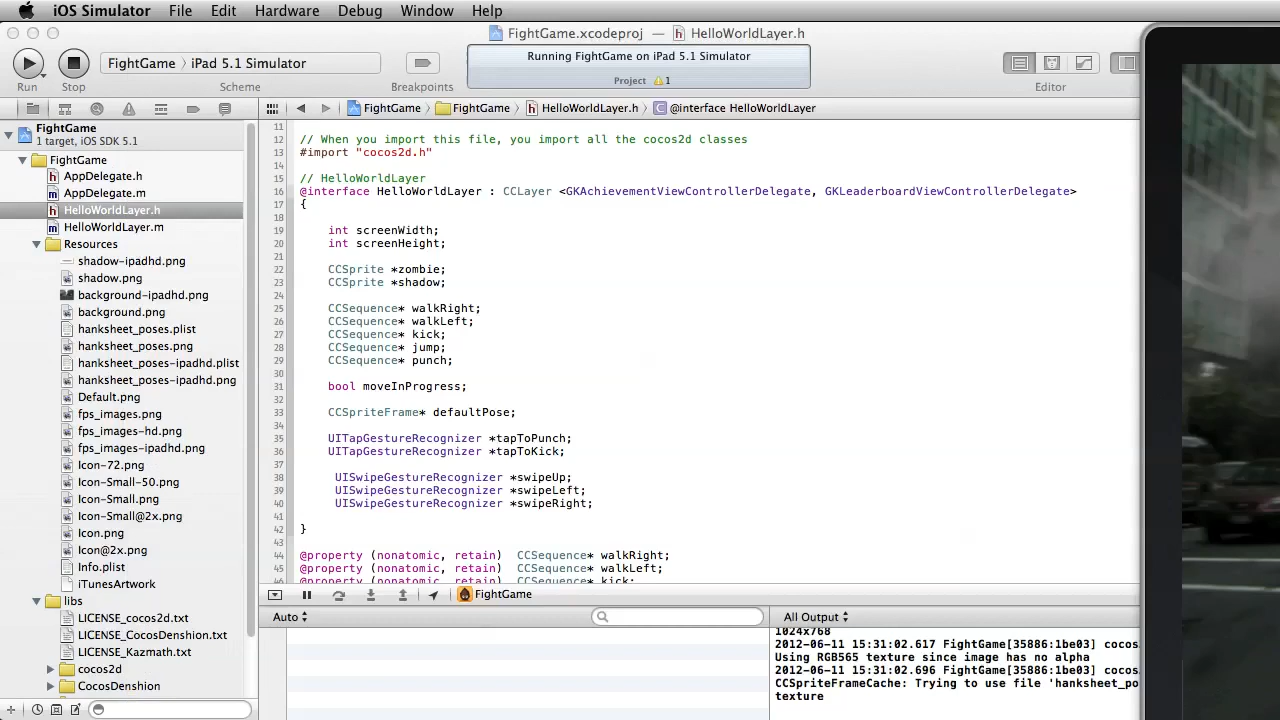 iOS Simulator File Edit Hardware Debug Window Help
FightGame.xcodeproj — HelloWorldLayer.h
Run Stop
FightGame iPad 5.1 Simulator
Scheme
Breakpoints
Running FightGame on iPad 5.1 Simulator
Project 1
Editor
FightGame FightGame HelloWorldLayer.h @interface HelloWorldLayer
FightGame
1 target, iOS SDK 5.1
FightGame
AppDelegate.h
AppDelegate.m
HelloWorldLayer.h
HelloWorldLayer.m
Resources
shadow-ipadhd.png
shadow.png
background-ipadhd.png
background.png
hanksheet_poses.plist
hanksheet_poses.png
hanksheet_poses-ipadhd.plist
hanksheet_poses-ipadhd.png
Default.png
fps_images.png
fps_images-hd.png
fps_images-ipadhd.png
Icon-72.png
Icon-Small-50.png
Icon-Small.png
Icon-Small@2x.png
Icon.png
Icon@2x.png
Info.plist
iTunesArtwork
libs
LICENSE_cocos2d.txt
LICENSE_CocosDenshion.txt
LICENSE_Kazmath.txt
cocos2d
CocosDenshion
11
12 // When you import this file, you import all the cocos2d classes
13 #import "cocos2d.h"
14
15 // HelloWorldLayer
16 @interface HelloWorldLayer : CCLayer <GKAchievementViewControllerDelegate, GKLeaderboardViewControllerDelegate>
17 {
18
19 int screenWidth;
20 int screenHeight;
21
22 CCSprite *zombie;
23 CCSprite *shadow;
24
25 CCSequence* walkRight;
26 CCSequence* walkLeft;
27 CCSequence* kick;
28 CCSequence* jump;
29 CCSequence* punch;
30
31 bool moveInProgress;
32
33 CCSpriteFrame* defaultPose;
34
35 UITapGestureRecognizer *tapToPunch;
36 UITapGestureRecognizer *tapToKick;
37
38 UISwipeGestureRecognizer *swipeUp;
39 UISwipeGestureRecognizer *swipeLeft;
40 UISwipeGestureRecognizer *swipeRight;
41
42 }
43
44 @property (nonatomic, retain) CCSequence* walkRight;
45 @property (nonatomic, retain) CCSequence* walkLeft;
46 @property (nonatomic, retain) CCSequence* kick;
FightGame
Auto
All Output
1024x768
2012-06-11 15:31:02.617 FightGame[35886:1be03] cocos
Using RGB565 texture since image has no alpha
2012-06-11 15:31:02.696 FightGame[35886:1be03] cocos
CCSpriteFrameCache: Trying to use file 'hanksheet_po
texture